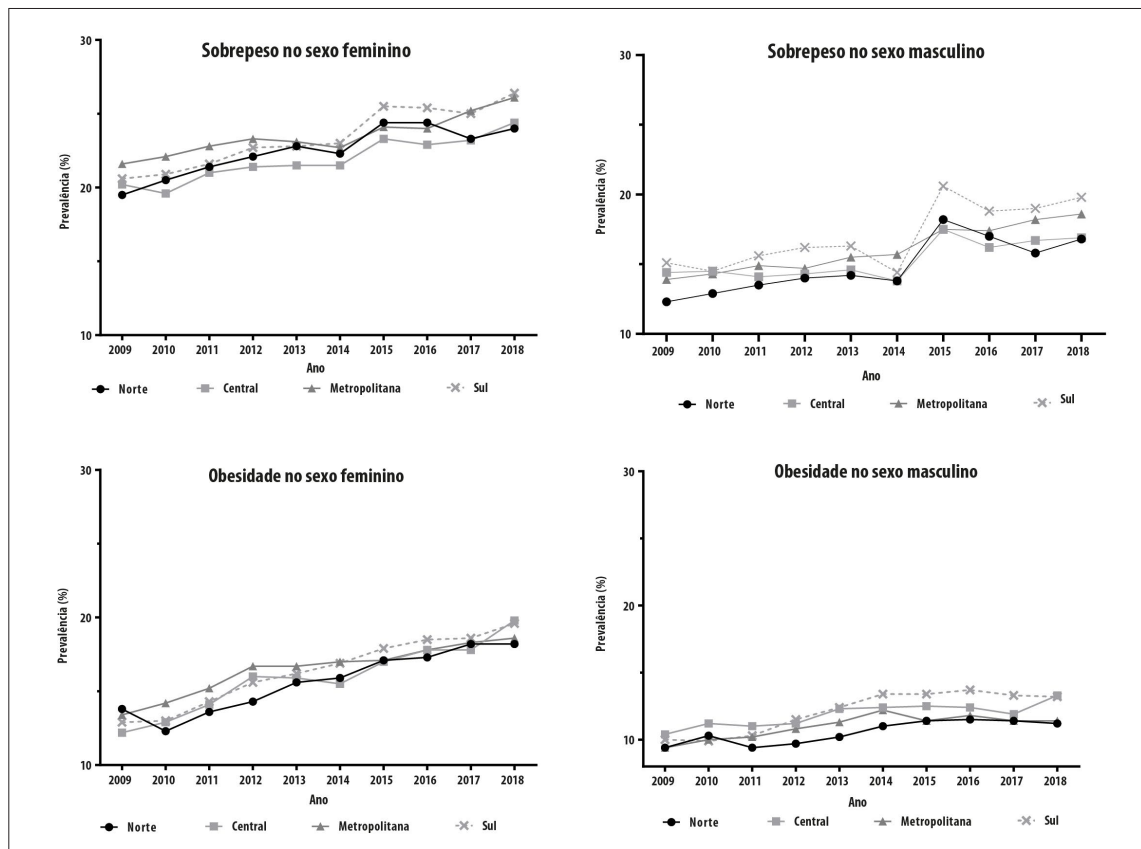 Sobrepeso no sexo feminino
30
20
10
Prevalência (%)
2009 2010 2011 2012 2013 2014 2015 2016 2017 2018
Ano
Norte Central Metropolitana Sul
Sobrepeso no sexo masculino
30
20
10
Prevalência (%)
2009 2010 2011 2012 2013 2014 2015 2016 2017 2018
Ano
Norte Central Metropolitana Sul
Obesidade no sexo feminino
30
20
10
Prevalência (%)
2009 2010 2011 2012 2013 2014 2015 2016 2017 2018
Ano
Norte Central Metropolitana Sul
Obesidade no sexo masculino
30
20
10
Prevalência (%)
2009 2010 2011 2012 2013 2014 2015 2016 2017 2018
Ano
Norte Central Metropolitana Sul